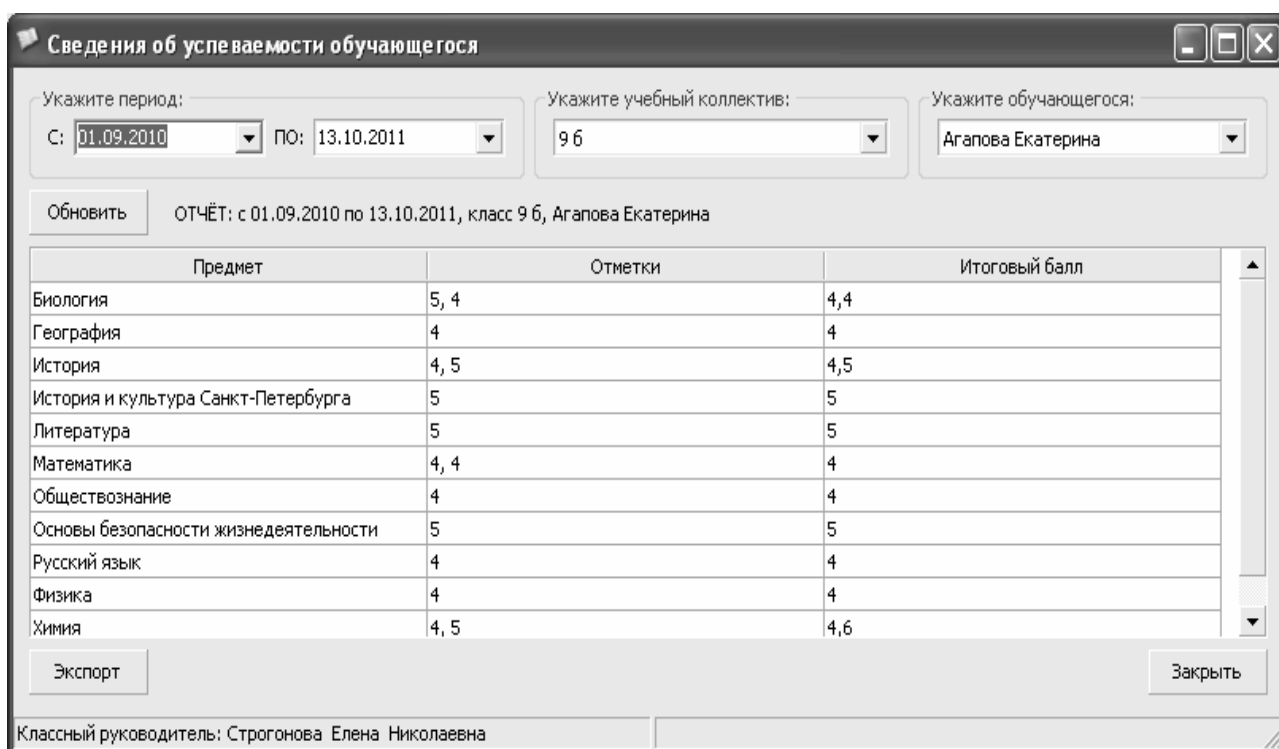 Сведения об успеваемости обучающегося
Укажите период: Укажите учебный коллектив: Укажите обучающегося:
С: 01.09.2010 ПО: 13.10.2011 9 б Агапова Екатерина
Обновить ОТЧЁТ: с 01.09.2010 по 13.10.2011, класс 9 б, Агапова Екатерина
Предмет Отметки Итоговый балл
Биология 5, 4 4,4
География 4 4
История 4, 5 4,5
История и культура Санкт-Петербурга 5 5
Литература 5 5
Математика 4, 4 4
Обществознание 4 4
Основы безопасности жизнедеятельности 5 5
Русский язык 4 4
Физика 4 4
Химия 4, 5 4,6
Экспорт Закрыть
Классный руководитель: Строгонова Елена Николаевна